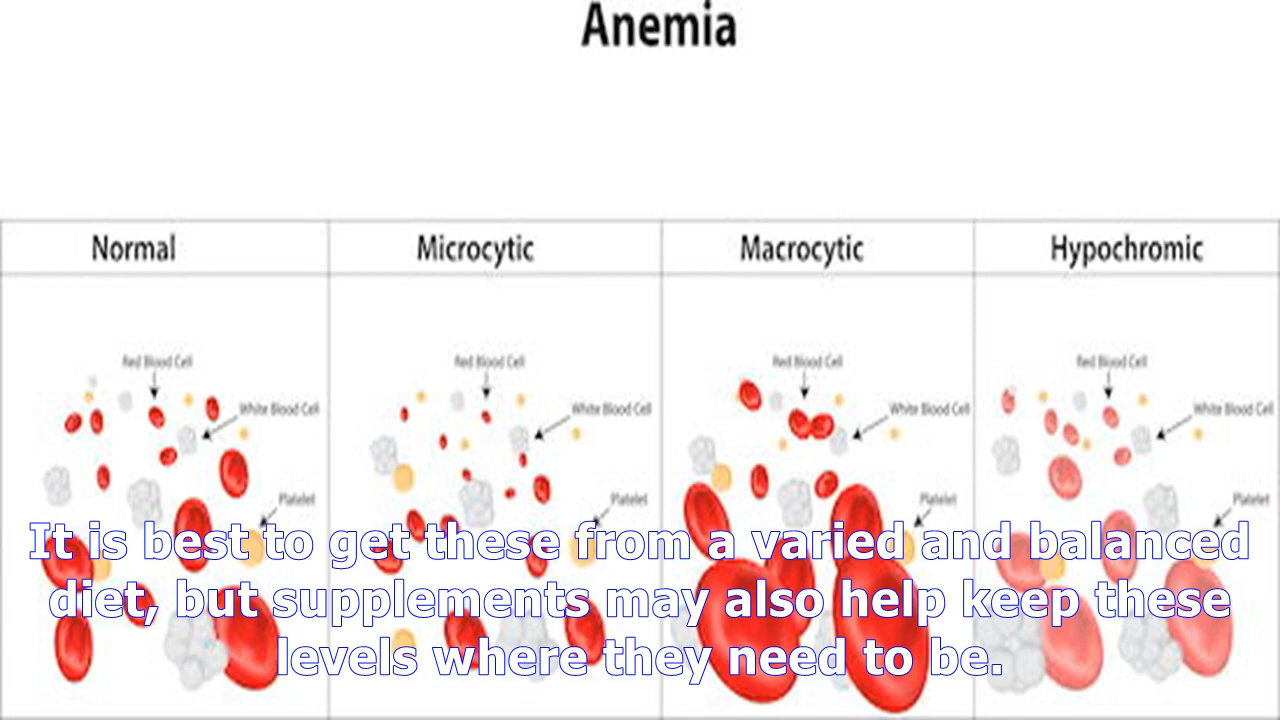 Anemia
Normal Microcytic Macrocytic Hypochromic
Red Blood Cell Red Blood Cell Red Blood Cell Red Blood Cell
White Blood Cell White Blood Cell White Blood Cell White Blood Cell
Platelet Platelet Platelet Platelet
It is best to get these from a varied and balanced
diet, but supplements may also help keep these
levels where they need to be.